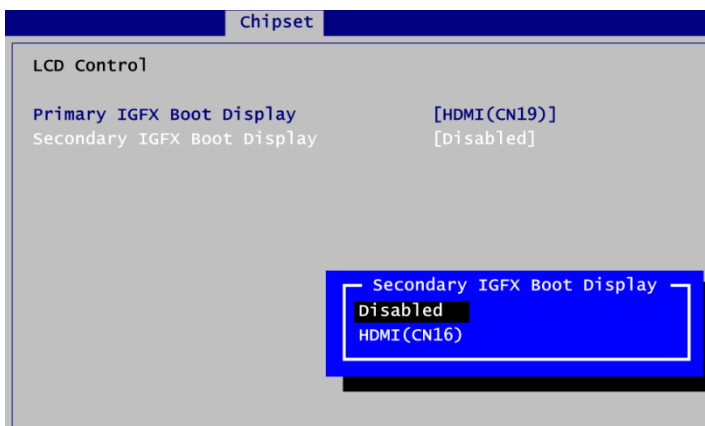 Chipset
LCD Control
Primary IGFX Boot Display [HDMI(CN19)]
Secondary IGFX Boot Display [Disabled]
Secondary IGFX Boot Display
Disabled
HDMI(CN16)